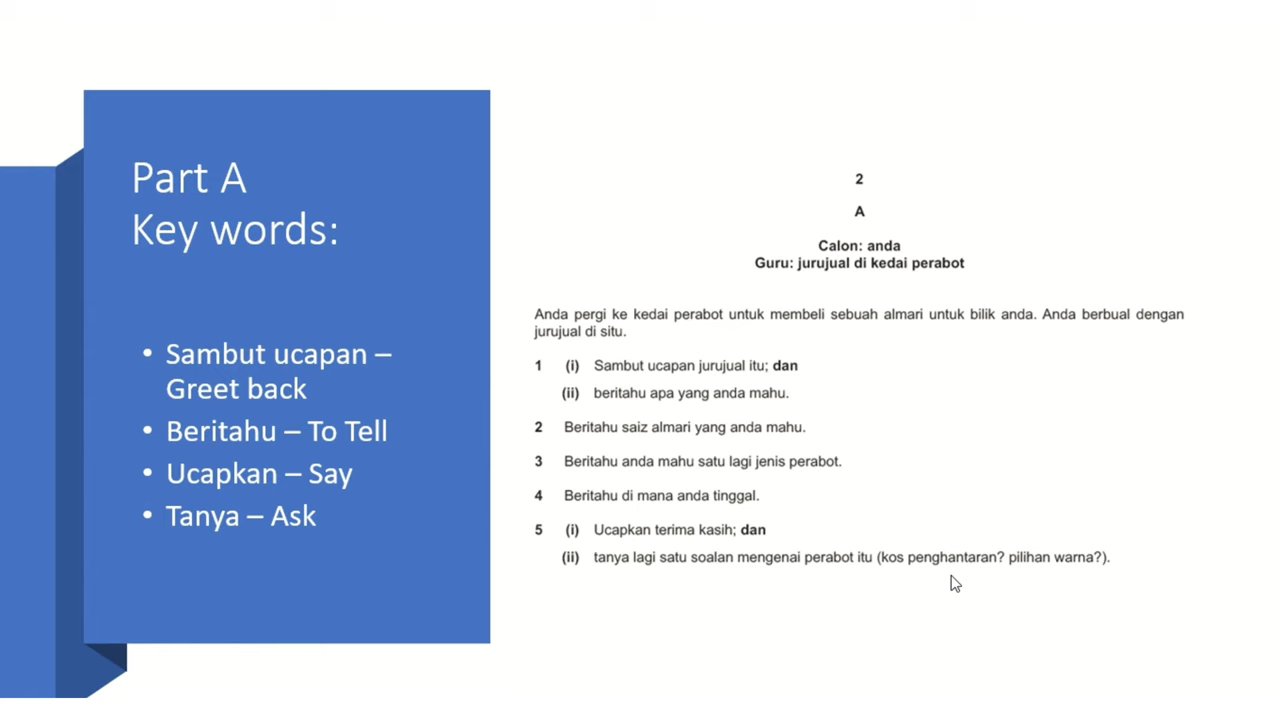 Part A
Key words:
• Sambut ucapan –
Greet back
• Beritahu – To Tell
• Ucapkan – Say
• Tanya – Ask
2
A
Calon: anda
Guru: jurujual di kedai perabot
Anda pergi ke kedai perabot untuk membeli sebuah almari untuk bilik anda. Anda berbual dengan
jurujual di situ.
1 (i) Sambut ucapan jurujual itu; dan
(ii) beritahu apa yang anda mahu.
2 Beritahu saiz almari yang anda mahu.
3 Beritahu anda mahu satu lagi jenis perabot.
4 Beritahu di mana anda tinggal.
5 (i) Ucapkan terima kasih; dan
(ii) tanya lagi satu soalan mengenai perabot itu (kos penghantaran? pilihan warna?).